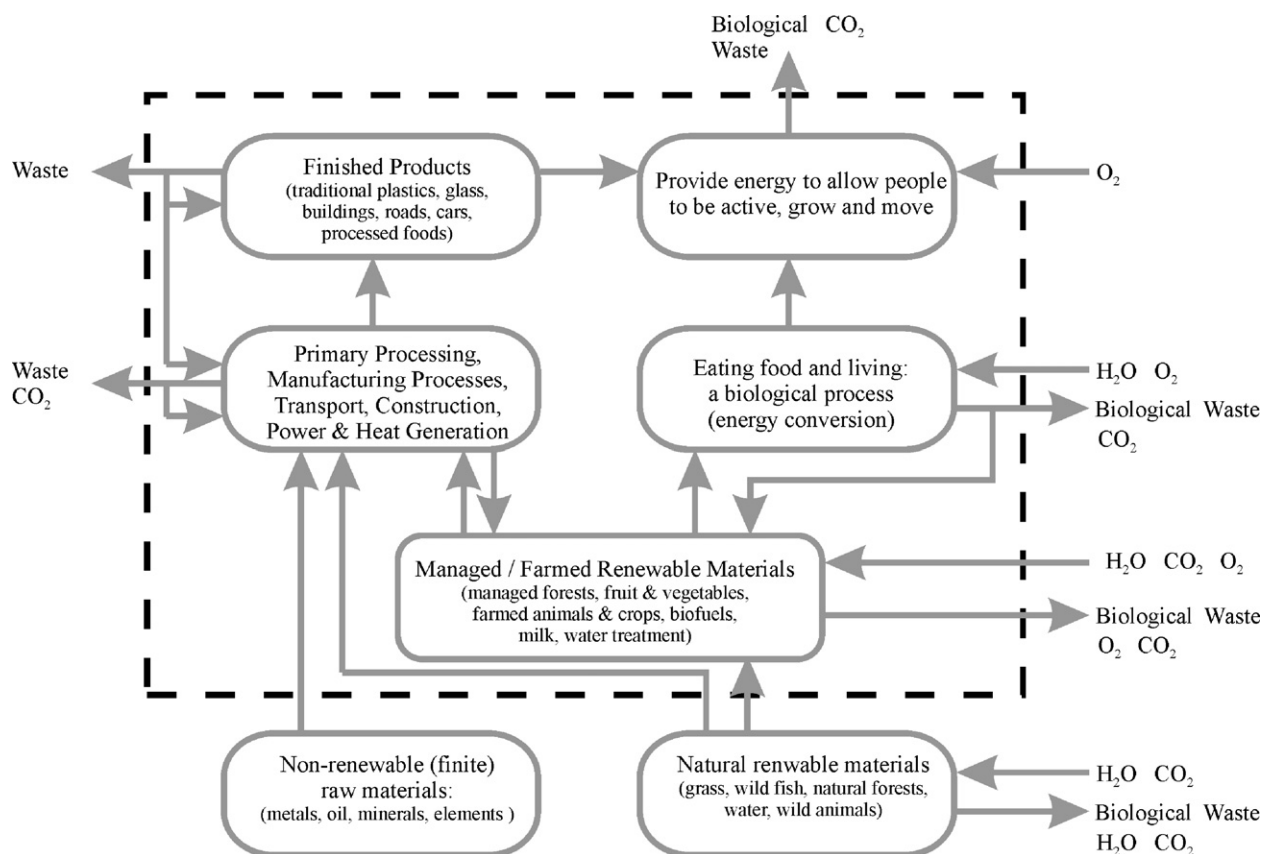 Biological CO₂
Waste
Waste
Finished Products
(traditional plastics, glass,
buildings, roads, cars,
processed foods)
Provide energy to allow people
to be active, grow and move
O₂
Waste
CO₂
Primary Processing,
Manufacturing Processes,
Transport, Construction,
Power & Heat Generation
Eating food and living:
a biological process
(energy conversion)
H₂O O₂
Biological Waste
CO₂
Managed / Farmed Renewable Materials
(managed forests, fruit & vegetables,
farmed animals & crops, biofuels,
milk, water treatment)
H₂O CO₂ O₂
Biological Waste
O₂ CO₂
Non-renewable (finite)
raw materials:
(metals, oil, minerals, elements )
Natural renwable materials
(grass, wild fish, natural forests,
water, wild animals)
H₂O CO₂
Biological Waste
H₂O CO₂